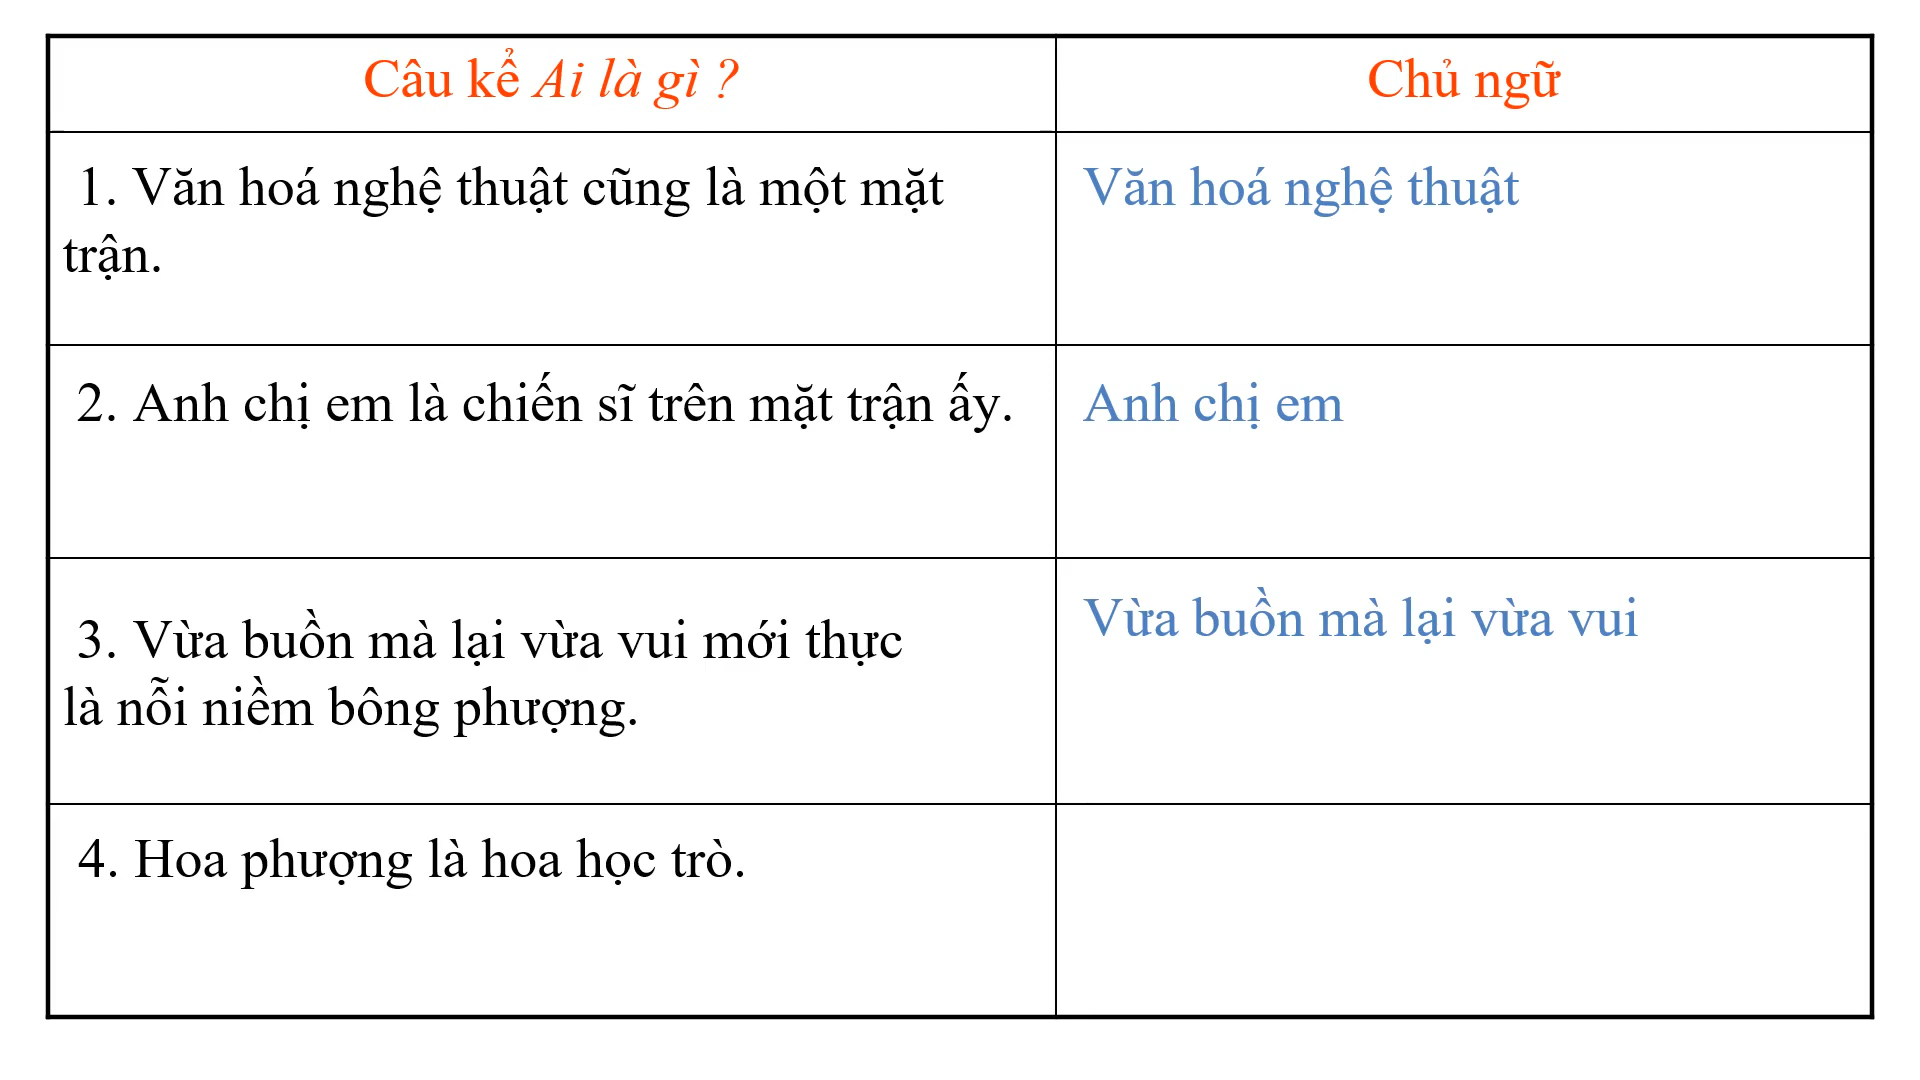 Câu kể Ai là gì ?
Chủ ngữ
1. Văn hoá nghệ thuật cũng là một mặt
trận.
Văn hoá nghệ thuật
2. Anh chị em là chiến sĩ trên mặt trận ấy.
Anh chị em
3. Vừa buồn mà lại vừa vui mới thực
là nỗi niềm bông phượng.
Vừa buồn mà lại vừa vui
4. Hoa phượng là hoa học trò.